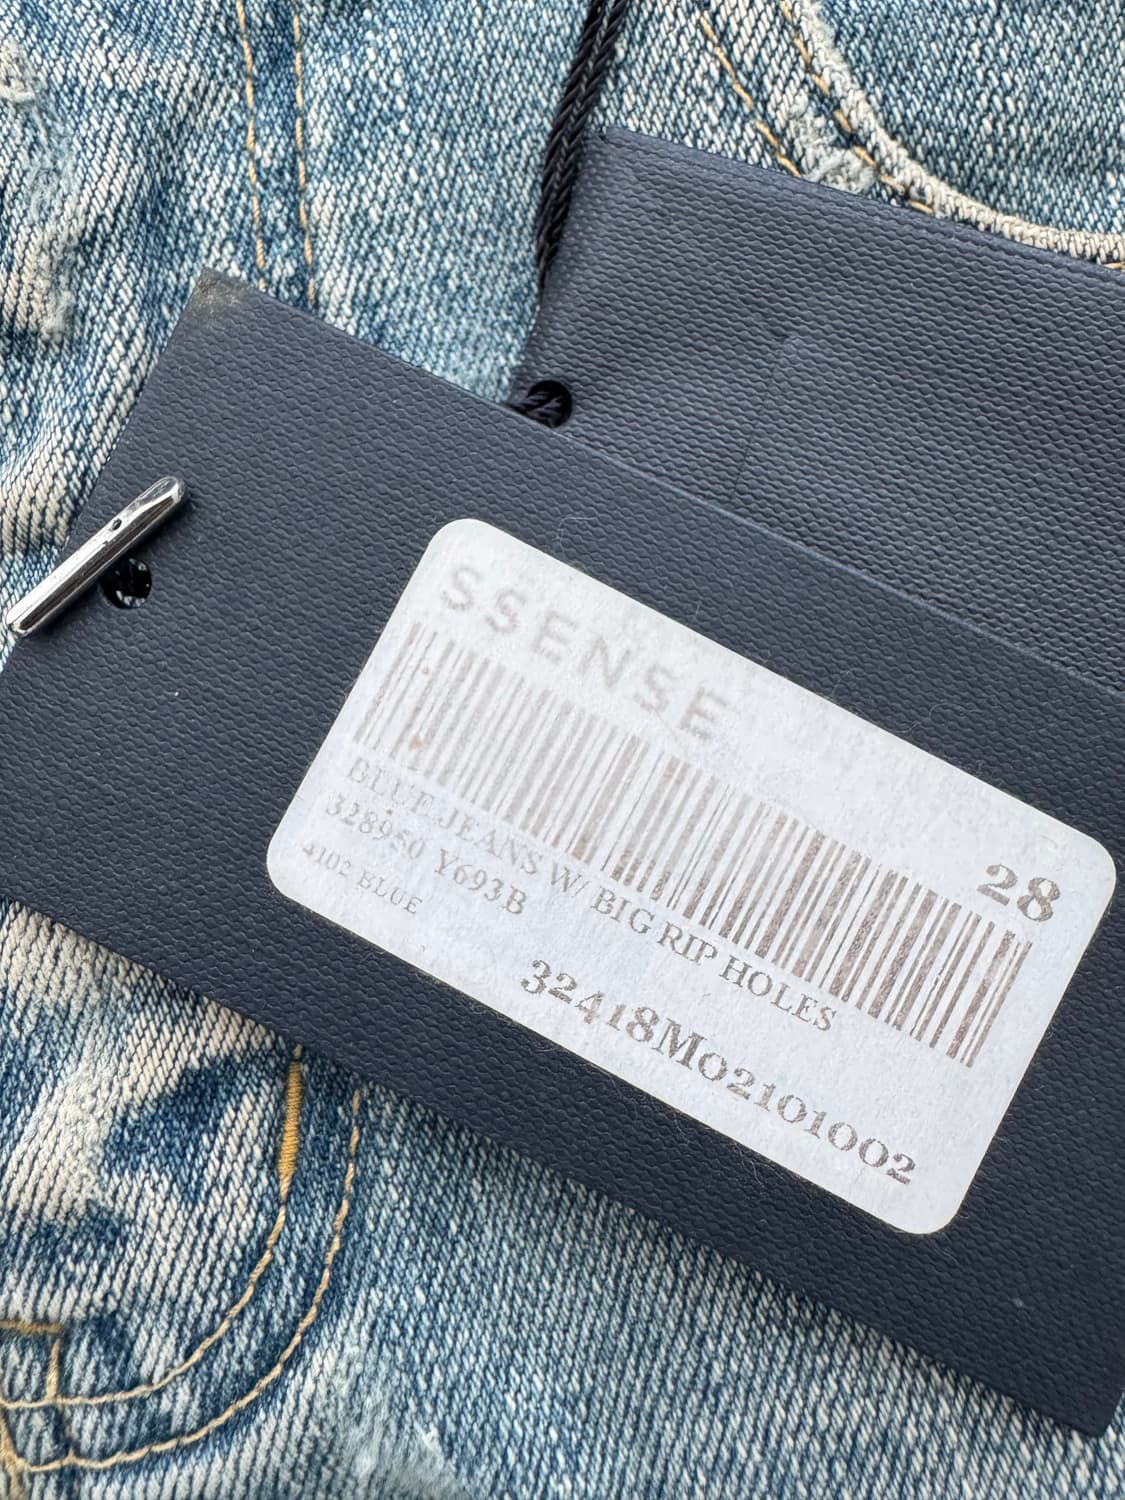 SSENSE
28
BLUE JEANS W/ BIG RIP HOLES
328950 Y693B
4102 BLUE
32418M02101002